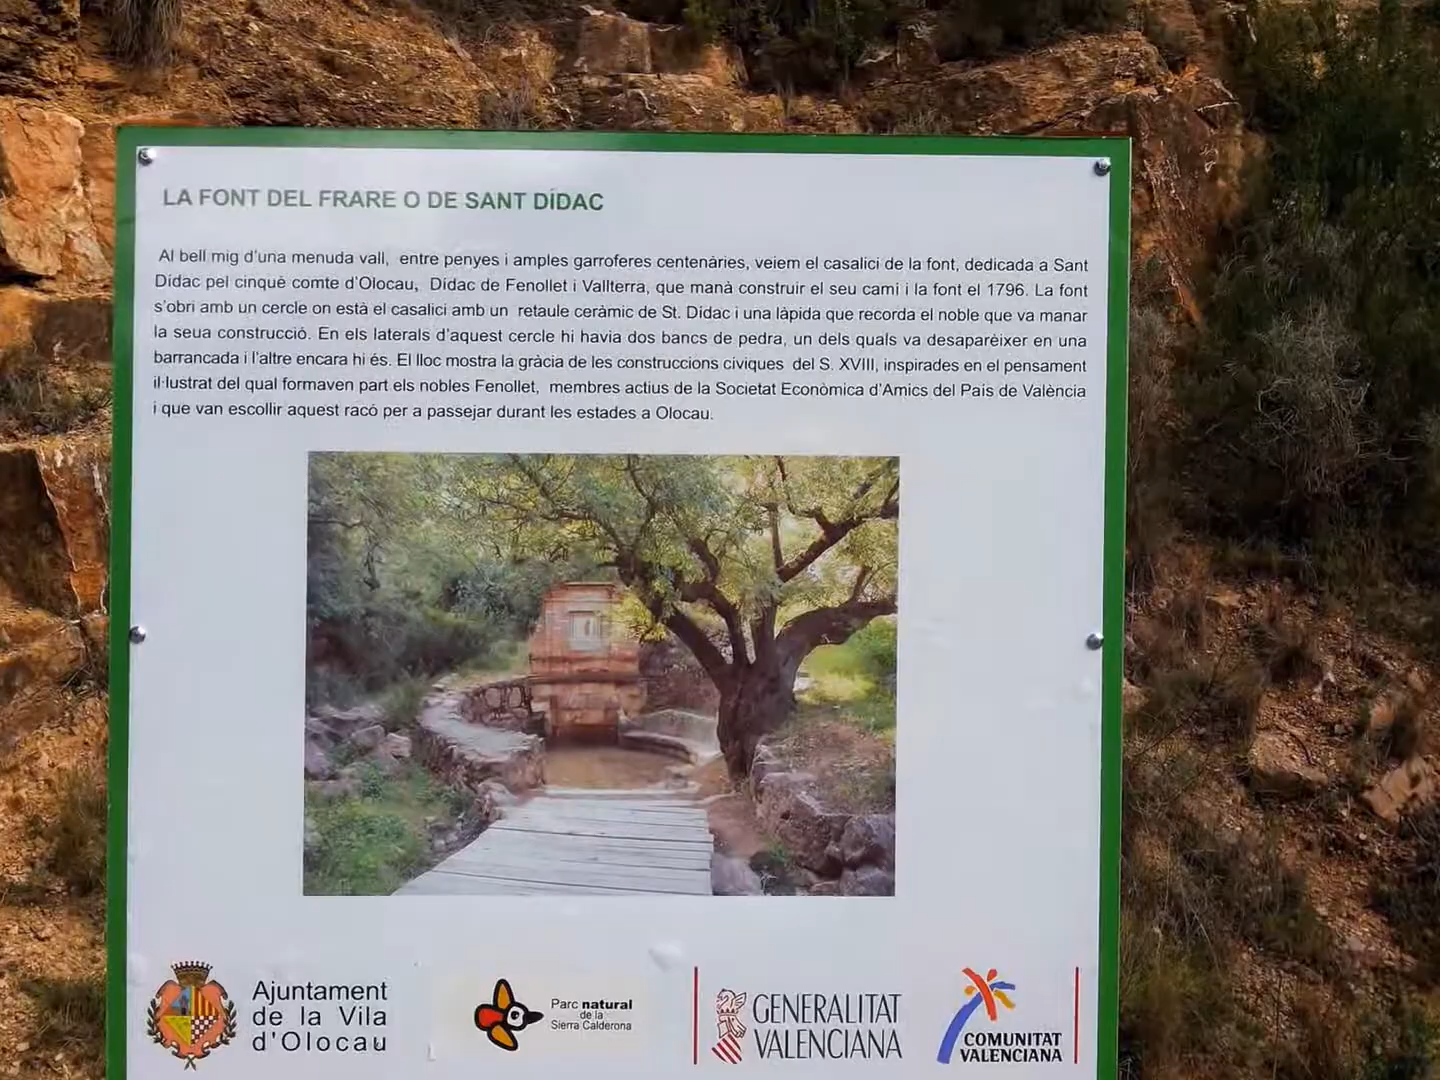 LA FONT DEL FRARE O DE SANT DÍDAC
Al bell mig d'una menuda vall, entre penyes i amples garroferes centenàries, veiem el casalici de la font, dedicada a Sant
Dídac pel cinqué comte d'Olocau, Dídac de Fenollet i Vallterra, que manà construir el seu camí i la font el 1796. La font
s'obri amb un cercle on està el casalici amb un retaule ceràmic de St. Dídac i una làpida que recorda el noble que va manar
la seua construcció. En els laterals d'aquest cercle hi havia dos bancs de pedra, un dels quals va desaparéixer en una
barrancada i l'altre encara hi és. El lloc mostra la gràcia de les construccions cíviques del S. XVIII, inspirades en el pensament
il·lustrat del qual formaven part els nobles Fenollet, membres actius de la Societat Econòmica d'Amics del País de València
i que van escollir aquest racó per a passejar durant les estades a Olocau.
Ajuntament
de la Vila
d'Olocau
Parc natural
de la
Sierra Calderona
GENERALITAT
VALENCIANA
COMUNITAT
VALENCIANA